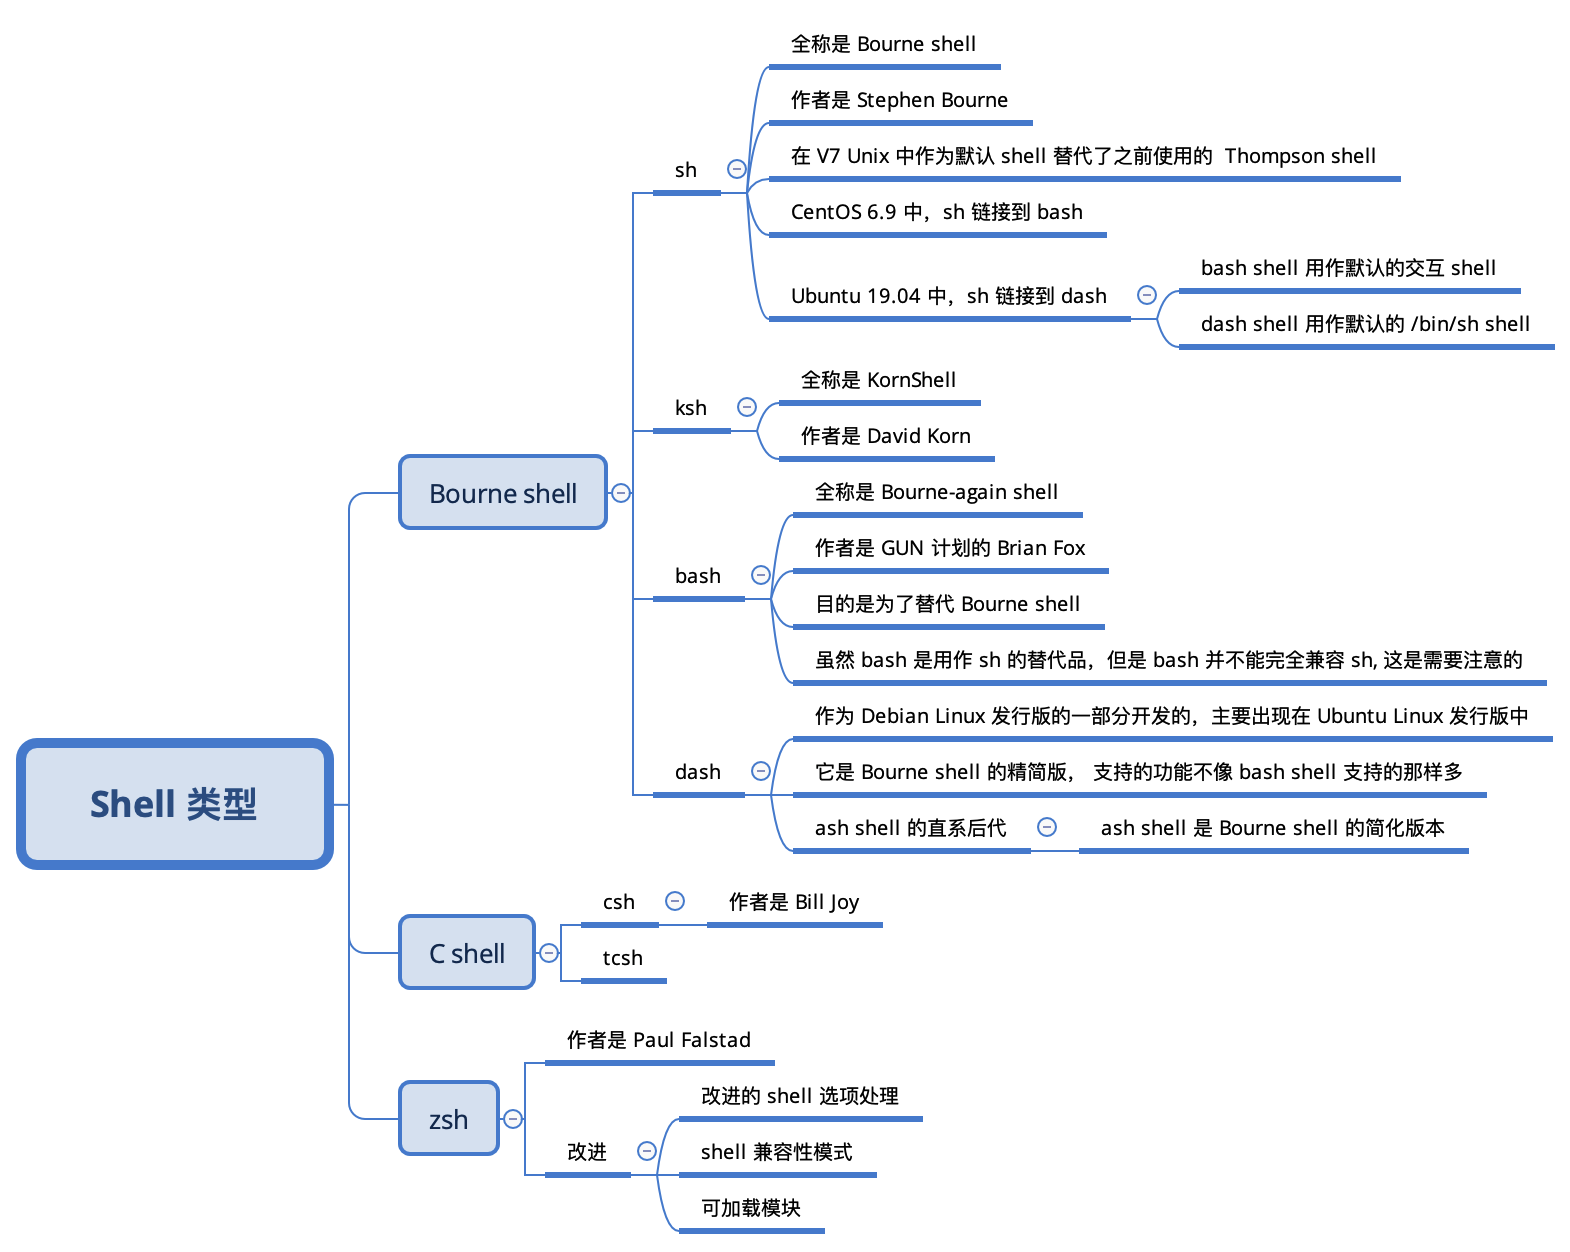 Shell 类型
Bourne shell
sh
全称是 Bourne shell
作者是 Stephen Bourne
在 V7 Unix 中作为默认 shell 替代了之前使用的  Thompson shell
CentOS 6.9 中，sh 链接到 bash
Ubuntu 19.04 中，sh 链接到 dash
bash shell 用作默认的交互 shell
dash shell 用作默认的 /bin/sh shell
ksh
全称是 KornShell
作者是 David Korn
bash
全称是 Bourne-again shell
作者是 GUN 计划的 Brian Fox
目的是为了替代 Bourne shell
虽然 bash 是用作 sh 的替代品，但是 bash 并不能完全兼容 sh, 这是需要注意的
dash
作为 Debian Linux 发行版的一部分开发的，主要出现在 Ubuntu Linux 发行版中
它是 Bourne shell 的精简版， 支持的功能不像 bash shell 支持的那样多
ash shell 的直系后代
ash shell 是 Bourne shell 的简化版本
C shell
csh
作者是 Bill Joy
tcsh
zsh
作者是 Paul Falstad
改进
改进的 shell 选项处理
shell 兼容性模式
可加载模块